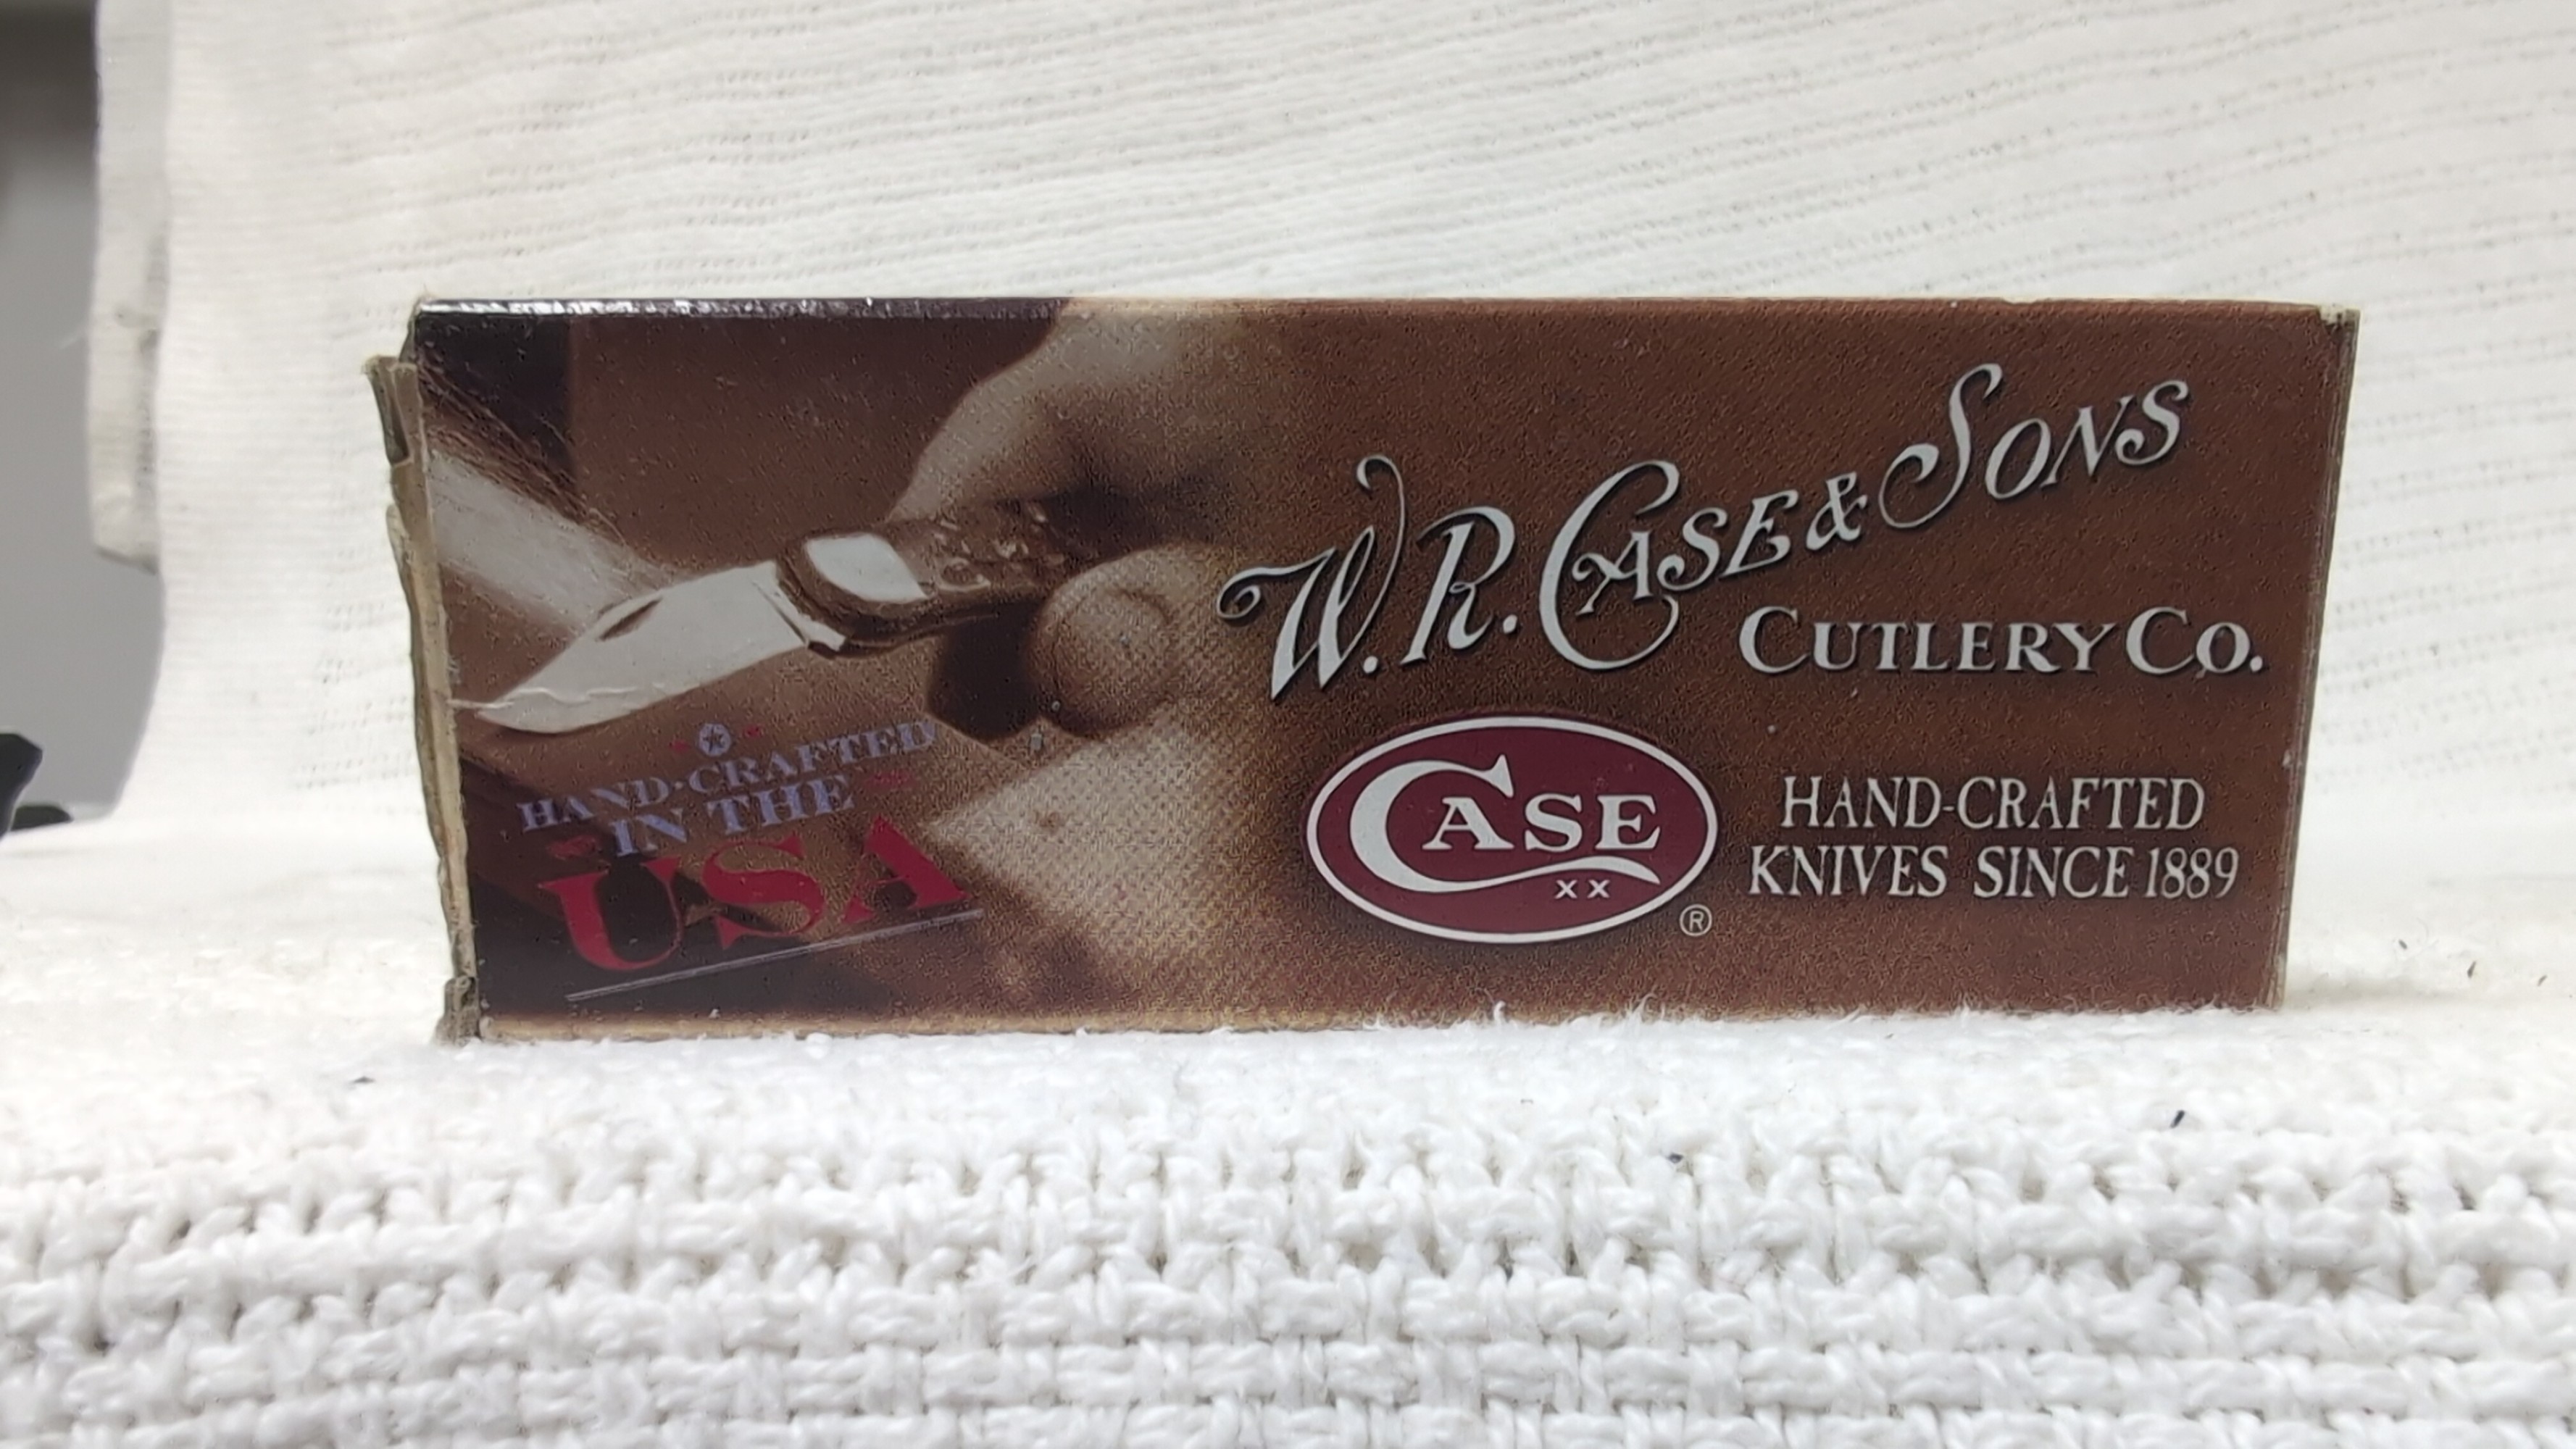 W.R. CASE & SONS
CUTLERY CO.
HAND-CRAFTED
IN THE
USA
CASE
XX
®
HAND-CRAFTED
KNIVES SINCE 1889